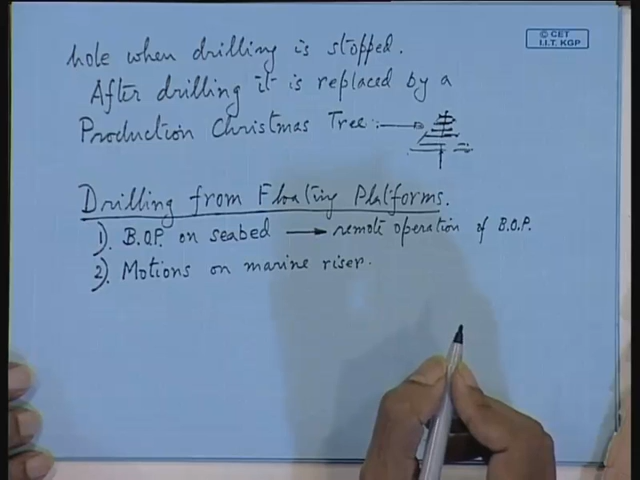 © CET
I.I.T. KGP
hole when drilling is stopped.
After drilling it is replaced by a
Production Christmas Tree :
Drilling from Floating Platforms.
1). B.O.P. on seabed → remote operation of B.O.P.
2). Motions on marine riser.